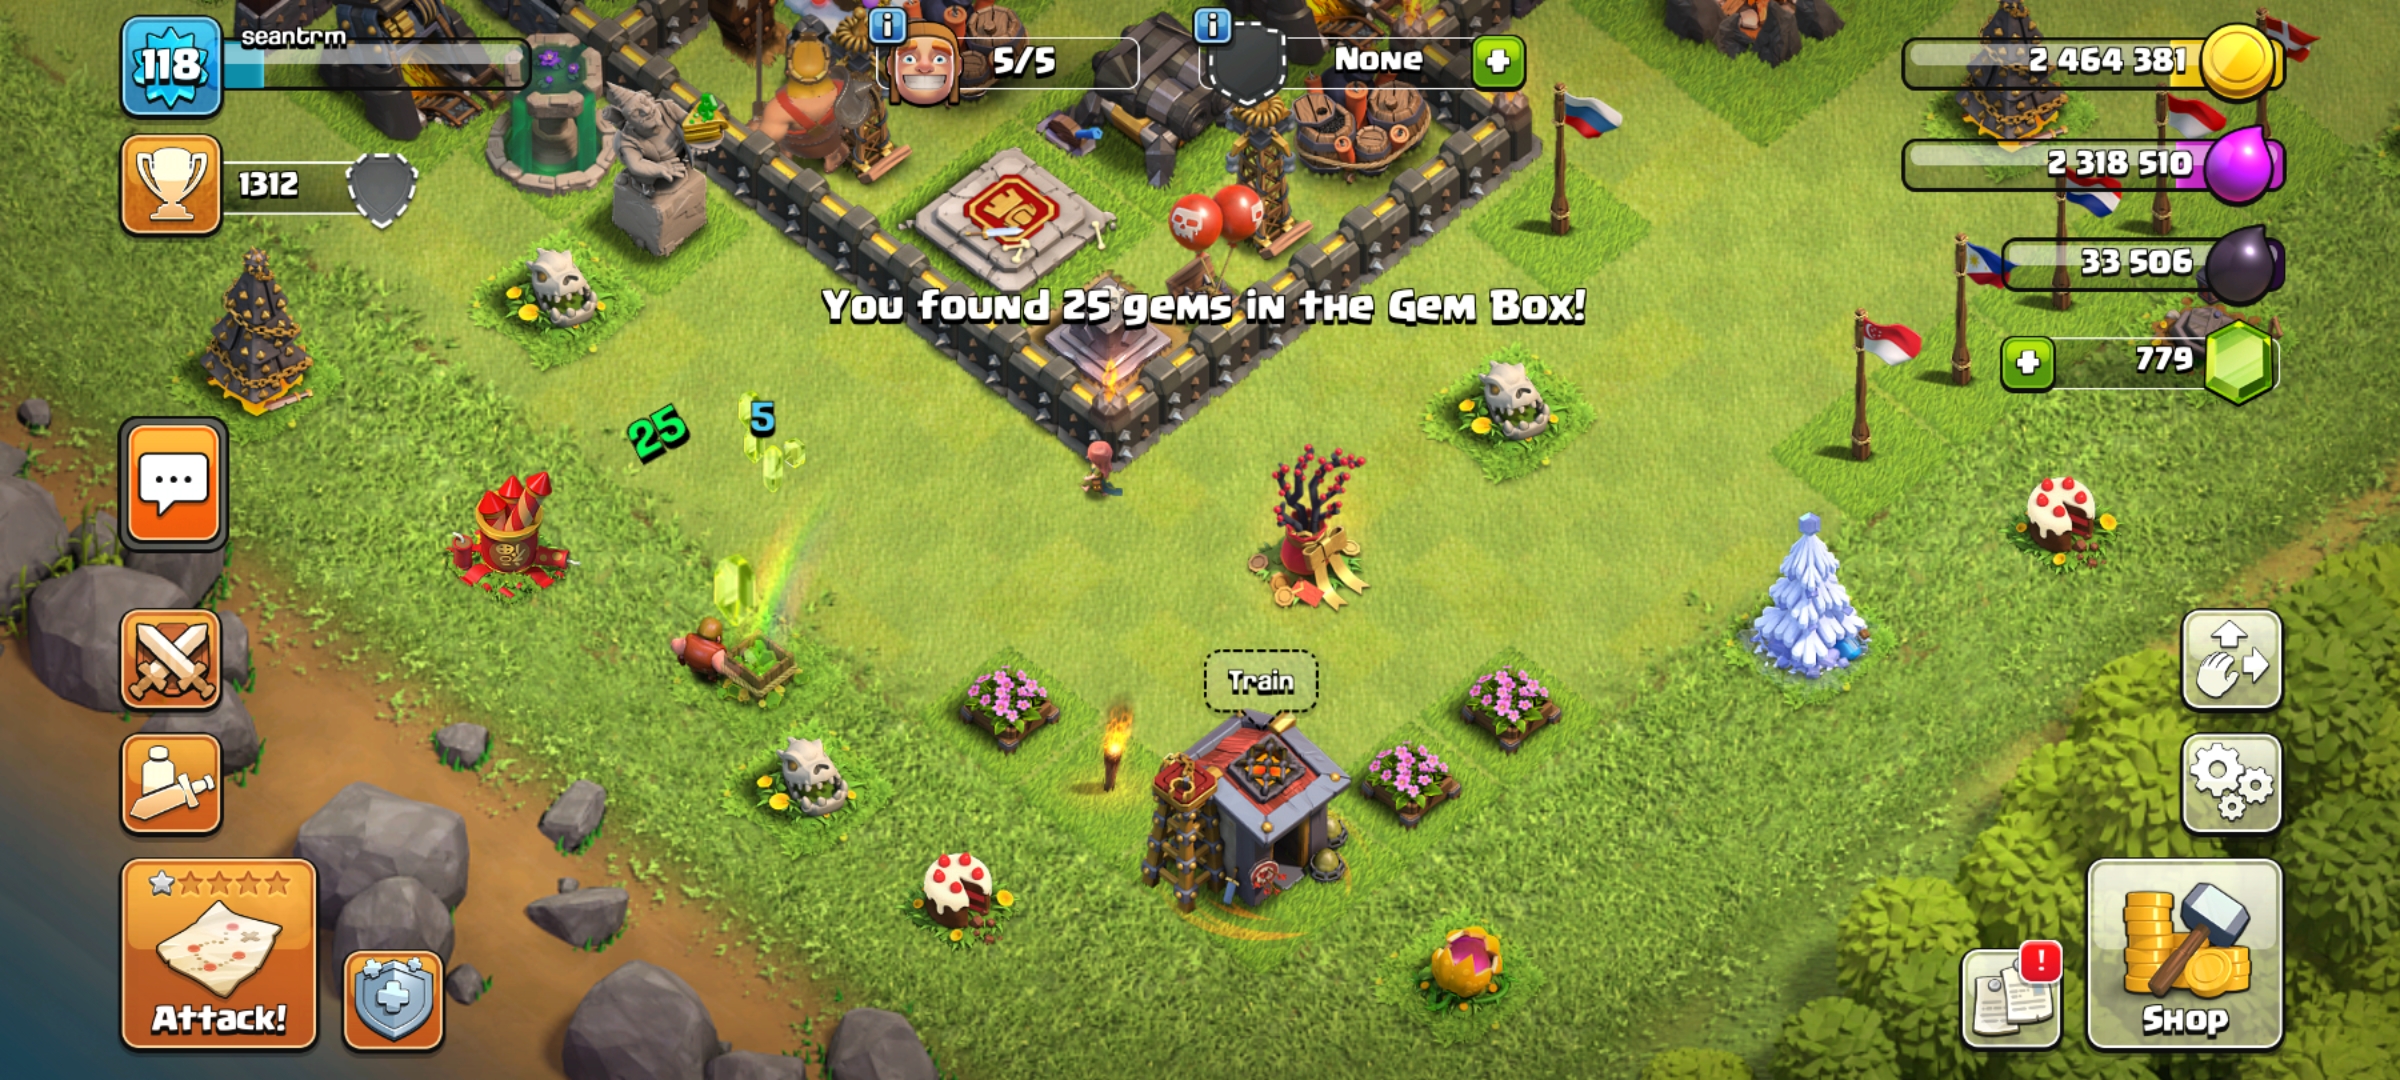 118
seantrm
5/5
None
2 464 381
1312
2 318 510
33 506
You found 25 gems in the Gem Box!
779
25
5
福
Train
Attack!
!
Shop